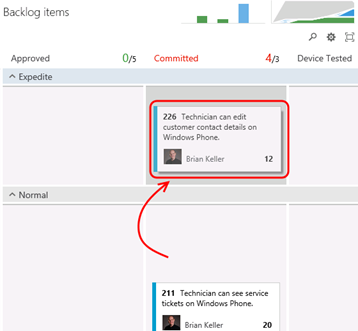 Backlog items
Approved 0/5 Committed 4/3 Device Tested
Expedite
226 Technician can edit
customer contact details on
Windows Phone.
Brian Keller 12
Normal
211 Technician can see service
tickets on Windows Phone.
Brian Keller 20